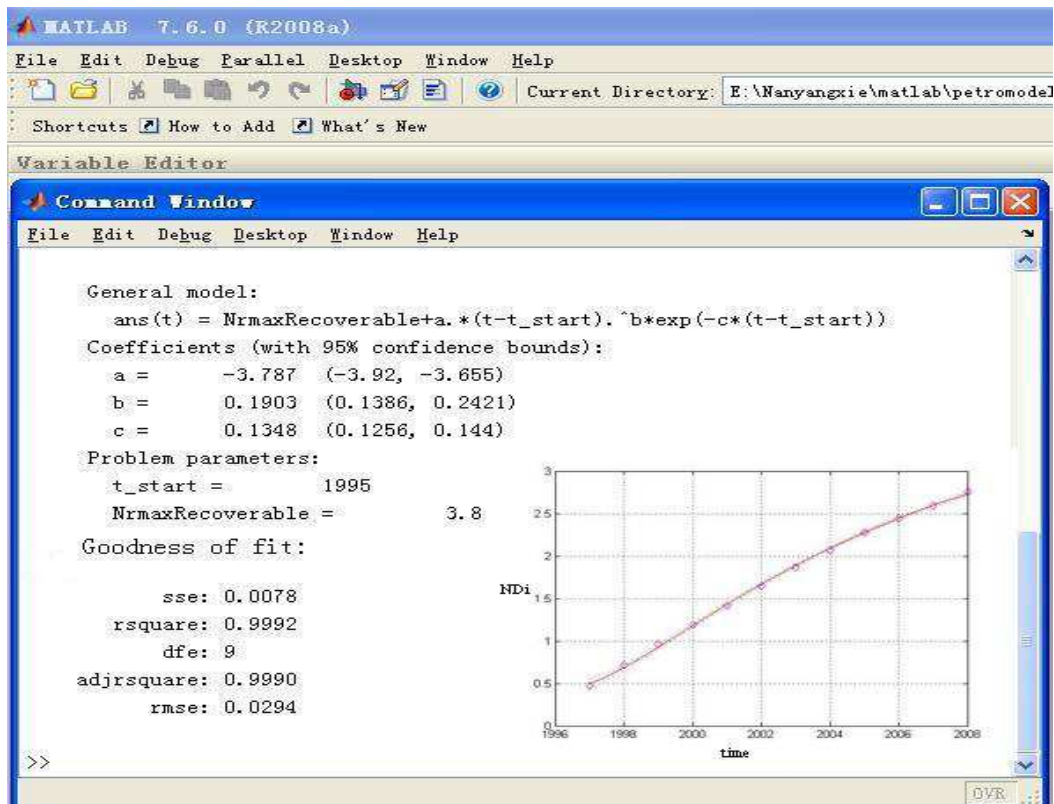 MATLAB 7.6.0 (R2008a)
File Edit Debug Parallel Desktop Window Help
Current Directory: E:\Nanyangxie\matlab\petromodel
Shortcuts How to Add What's New
Variable Editor
Command Window
File Edit Debug Desktop Window Help
General model:
ans(t) = NrmaxRecoverable+a.*(t-t_start).^b*exp(-c*(t-t_start))
Coefficients (with 95% confidence bounds):
a = -3.787 (-3.92, -3.655)
b = 0.1903 (0.1386, 0.2421)
c = 0.1348 (0.1256, 0.144)
Problem parameters:
t_start = 1995
NrmaxRecoverable = 3.8
Goodness of fit:
sse: 0.0078
rsquare: 0.9992
dfe: 9
adjrsquare: 0.9990
rmse: 0.0294
>>
3
2.5
2
1.5
1
0.5
0
NDi
1996 1998 2000 2002 2004 2006 2008
time
OVR